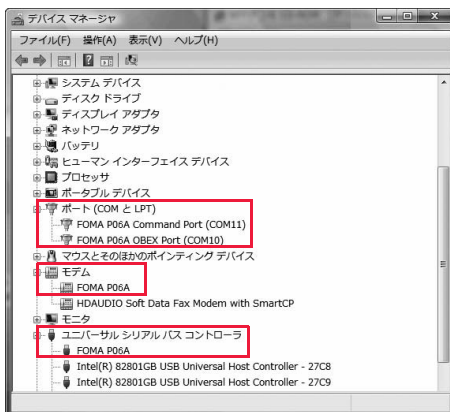 デバイス マネージャ
ファイル(F) 操作(A) 表示(V) ヘルプ(H)
システム デバイス
ディスク ドライブ
ディスプレイ アダプタ
ネットワーク アダプタ
バッテリ
ヒューマン インターフェイス デバイス
プロセッサ
ポータブル デバイス
ポート (COM と LPT)
FOMA P06A Command Port (COM11)
FOMA P06A OBEX Port (COM10)
マウスとそのほかのポインティング デバイス
モデム
FOMA P06A
HDAUDIO Soft Data Fax Modem with SmartCP
モニタ
ユニバーサル シリアル バス コントローラ
FOMA P06A
Intel(R) 82801GB USB Universal Host Controller - 27C8
Intel(R) 82801GB USB Universal Host Controller - 27C9